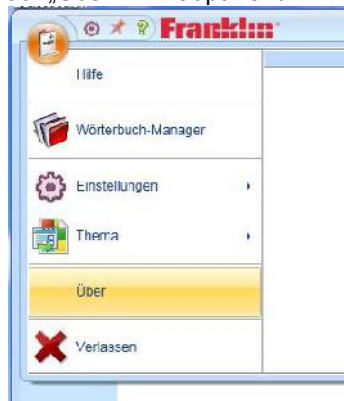 Franklin
Hilfe
Wörterbuch-Manager
Einstellungen
Thema
Über
Verlassen